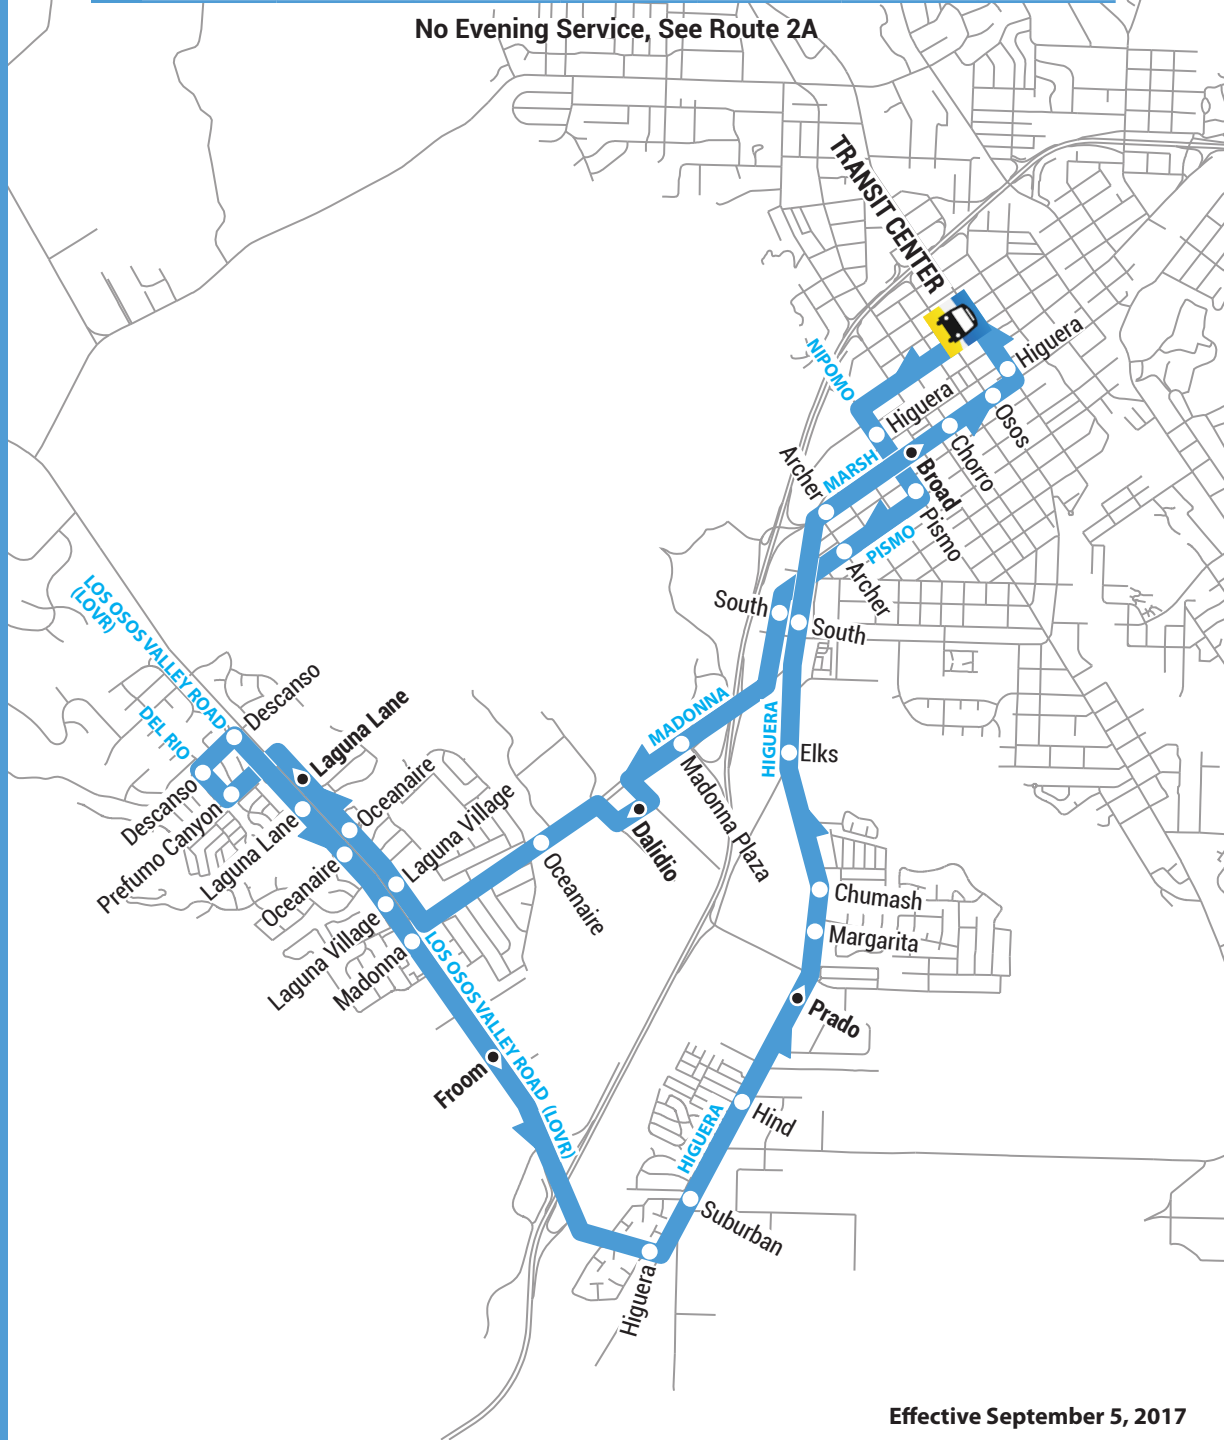 No Evening Service, See Route 2A
TRANSIT CENTER
Higuera
NIPOMO
Higuera
Osos
Chorro
MARSH
Archer
Broad
Pismo
PISMO
Archer
South
South
LOS OSOS VALLEY ROAD
(LOVR)
DEL RIO
Descanso
Laguna Lane
MADONNA
HIGUERA
Elks
Descanso
Prefumo Canyon
Laguna Lane
Oceanaire
Oceanaire
Laguna Village
Madonna Plaza
Dalidio
Oceanaire
Laguna Village
Madonna
Chumash
Margarita
LOS OSOS VALLEY ROAD (LOVR)
Prado
Froom
Hind
HIGUERA
Suburban
Higuera
Effective September 5, 2017